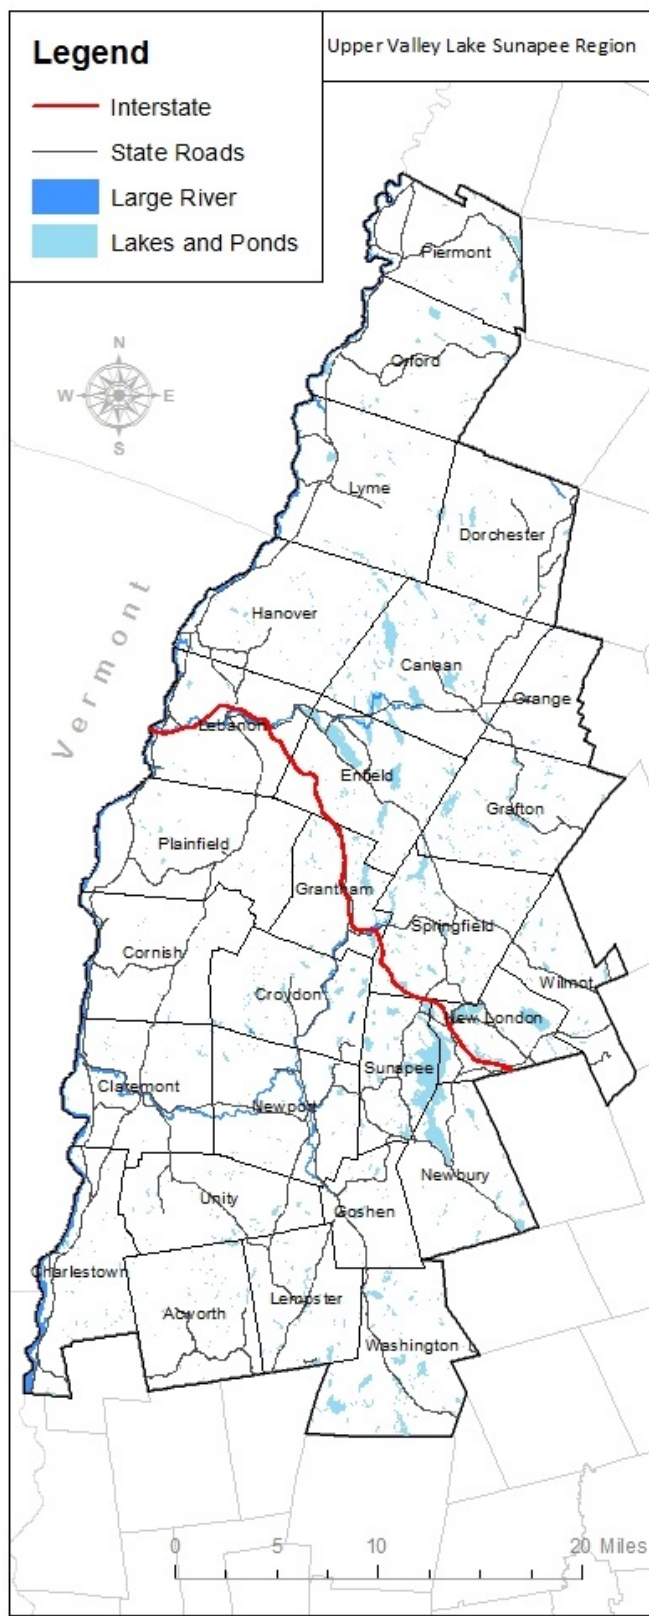 Legend
Upper Valley Lake Sunapee Region
Interstate
State Roads
Large River
Lakes and Ponds
N
W
E
S
Vermont
Piermont
Orford
Lyme
Dorchester
Hanover
Canaan
Orange
Lebanon
Enfield
Grafton
Plainfield
Grantham
Springfield
Cornish
Wilmot
Croydon
New London
Sunapee
Claremont
Newport
Newbury
Unity
Goshen
Charlestown
Lempster
Acworth
Washington
0 5 10 20 Miles